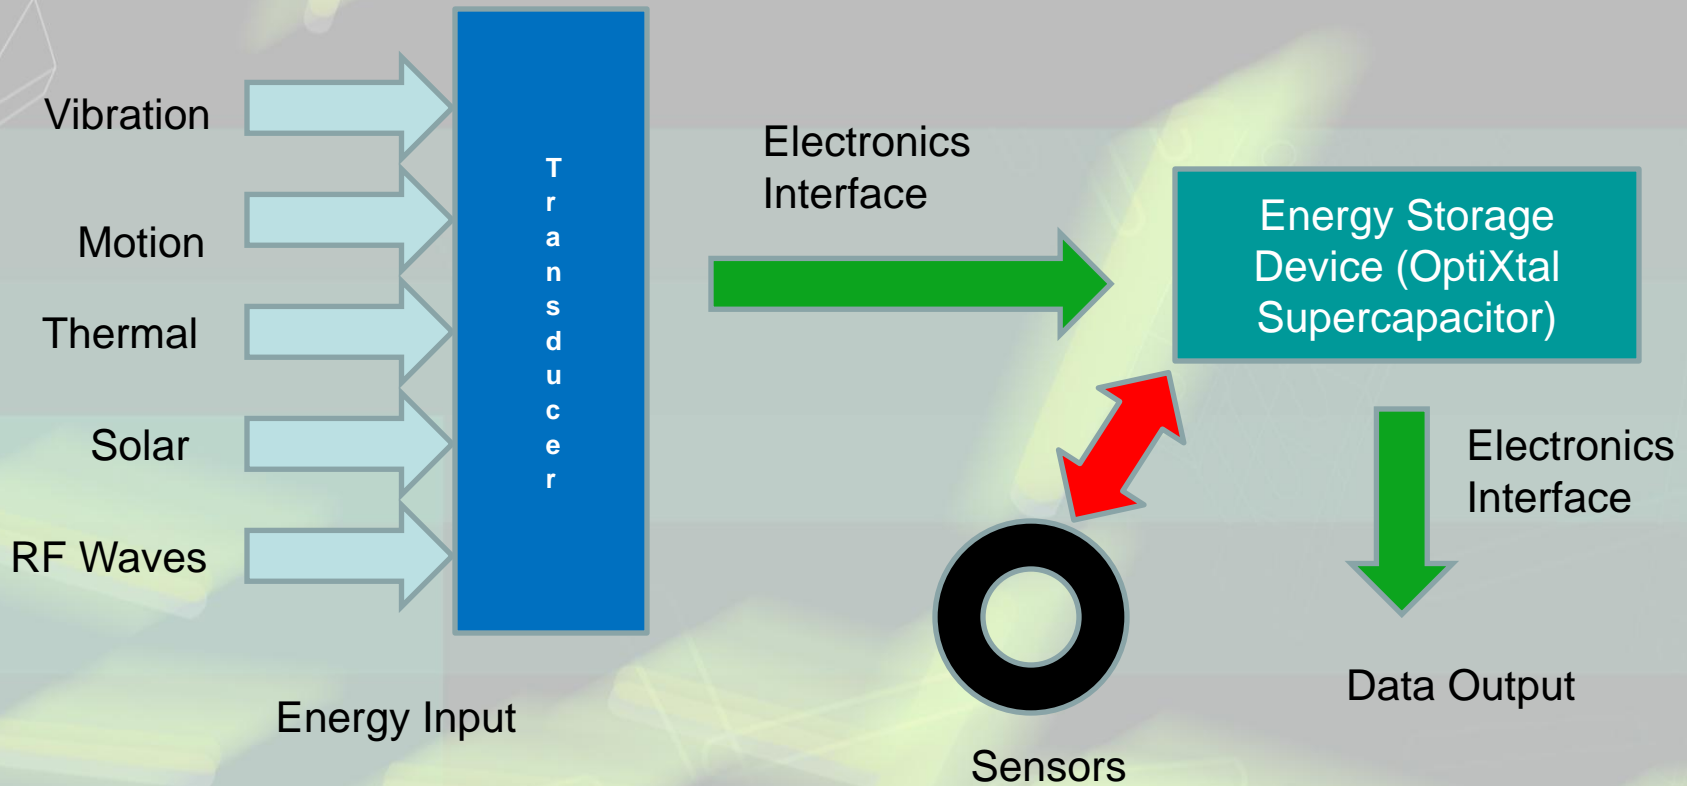 Vibration
Motion
Thermal
Solar
RF Waves
Transducer
Energy Input
Electronics
Interface
Energy Storage
Device (OptiXtal
Supercapacitor)
Electronics
Interface
Data Output
Sensors